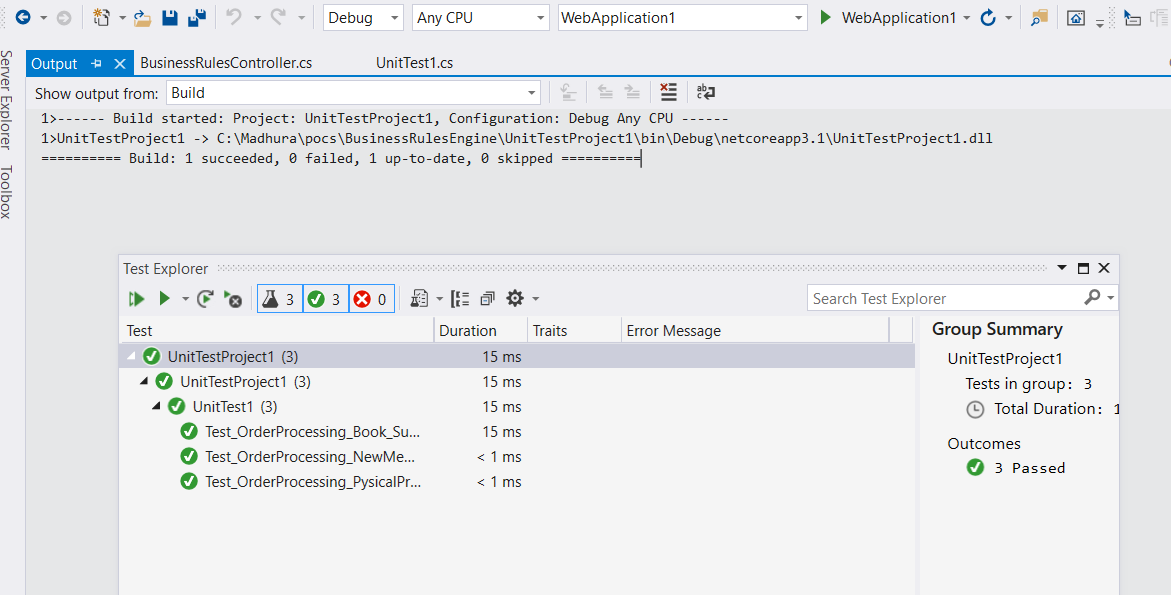 Debug Any CPU WebApplication1 WebApplication1
Server Explorer
Toolbox
Output BusinessRulesController.cs UnitTest1.cs
Show output from: Build
1>------ Build started: Project: UnitTestProject1, Configuration: Debug Any CPU ------
1>UnitTestProject1 -> C:\Madhura\pocs\BusinessRulesEngine\UnitTestProject1\bin\Debug\netcoreapp3.1\UnitTestProject1.dll
========== Build: 1 succeeded, 0 failed, 1 up-to-date, 0 skipped ==========
Test Explorer
3 3 0 Search Test Explorer
Test Duration Traits Error Message
UnitTestProject1 (3) 15 ms
UnitTestProject1 (3) 15 ms
UnitTest1 (3) 15 ms
Test_OrderProcessing_Book_Su... 15 ms
Test_OrderProcessing_NewMe... < 1 ms
Test_OrderProcessing_PysicalPr... < 1 ms
Group Summary
UnitTestProject1
Tests in group: 3
Total Duration: 1
Outcomes
3 Passed